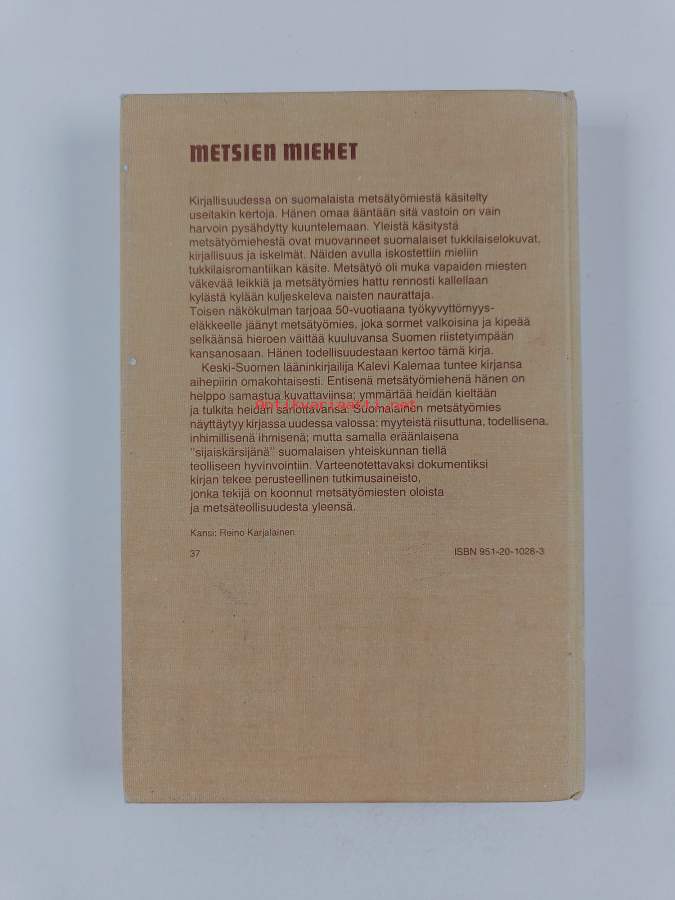 METSIEN MIEHET
Kirjallisuudessa on suomalaista metsätyömiestä käsitelty
useitakin kertoja. Hänen omaa ääntään sitä vastoin on vain
harvoin pysähdytty kuuntelemaan. Yleistä käsitystä
metsätyömiehestä ovat muovanneet suomalaiset tukkilaiselokuvat,
kirjallisuus ja iskelmät. Näiden avulla iskostettiin mieliin
tukkilaisromantiikan käsite. Metsätyö oli muka vapaiden miesten
väkevää leikkiä ja metsätyömies hattu rennosti kallellaan
kylästä kylään kuljeskeleva naisten naurattaja.
Toisen näkökulman tarjoaa 50-vuotiaana työkyvyttömyys-
eläkkeelle jäänyt metsätyömies, joka sormet valkoisina ja kipeää
selkäänsä hieroen väittää kuuluvansa Suomen riistetyimpään
kansanosaan. Hänen todellisuudestaan kertoo tämä kirja.
Keski-Suomen lääninkirjailija Kalevi Kalemaa tuntee kirjansa
aihepiirin omakohtaisesti. Entisenä metsätyömiehenä hänen on
helppo samastua kuvattaviinsa; ymmärtää heidän kieltään
ja tulkita heidän sanottavansa. Suomalainen metsätyömies
Antikvariaatti.net
näyttäytyy kirjassa uudessa valossa: myyteistä riisuttuna, todellisena,
inhimillisenä ihmisenä; mutta samalla eräänlaisena
"sijaiskärsijänä" suomalaisen yhteiskunnan tiellä
teolliseen hyvinvointiin. Varteenotettavaksi dokumentiksi
kirjan tekee perusteellinen tutkimusaineisto,
jonka tekijä on koonnut metsätyömiesten oloista
ja metsäteollisuudesta yleensä.
Kansi: Reino Karjalainen
37 ISBN 951-20-1028-3